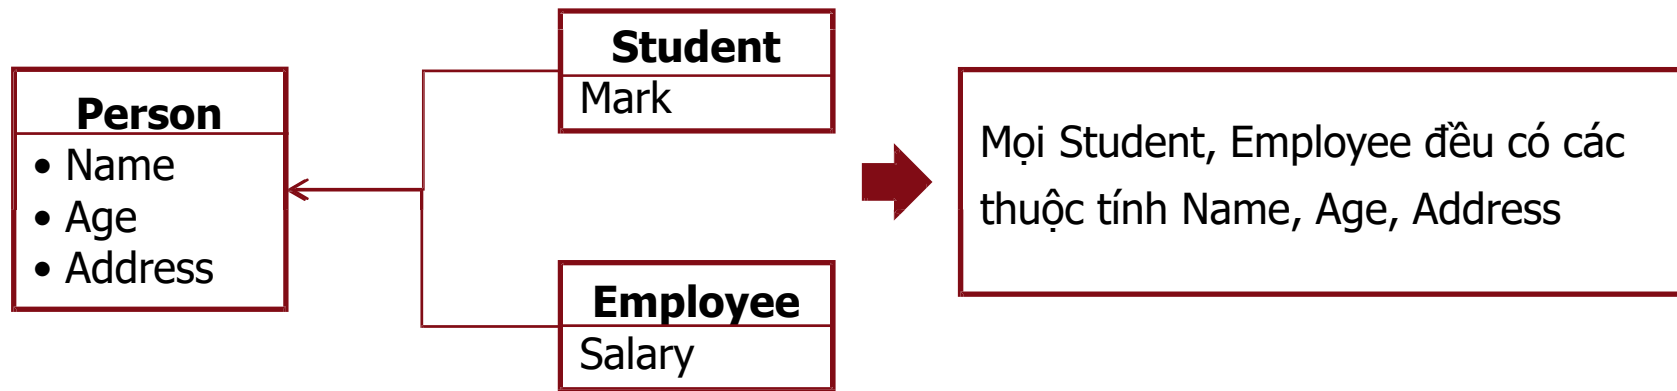 Person
• Name
• Age
• Address
Student
Mark
Employee
Salary
Mọi Student, Employee đều có các
thuộc tính Name, Age, Address